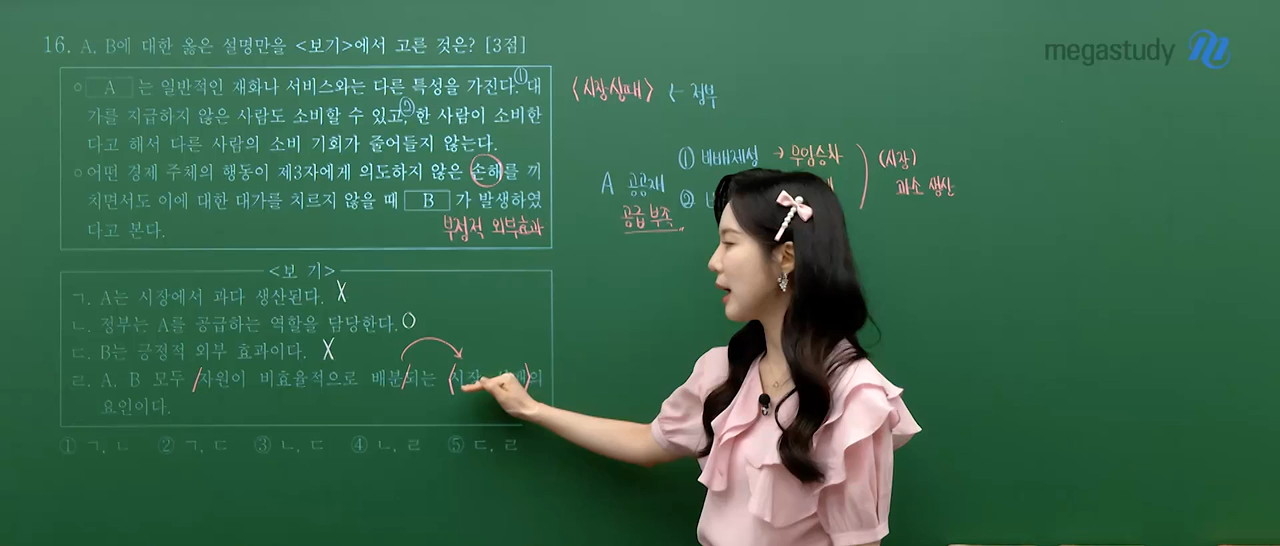 16. A, B에 대한 옳은 설명만을 <보기>에서 고른 것은? [3점]
megastudy
○ A 는 일반적인 재화나 서비스와는 다른 특성을 가진다. ① 대
가를 지급하지 않은 사람도 소비할 수 있고, ② 한 사람이 소비한
다고 해서 다른 사람의 소비 기회가 줄어들지 않는다.
○ 어떤 경제 주체의 행동이 제3자에게 의도하지 않은 손해를 끼
치면서도 이에 대한 대가를 치르지 않을 때 B 가 발생하였
다고 본다.
부정적 외부효과
<보 기>
ㄱ. A는 시장에서 과다 생산된다. X
ㄴ. 정부는 A를 공급하는 역할을 담당한다. O
ㄷ. B는 긍정적 외부 효과이다. X
ㄹ. A, B 모두 자원이 비효율적으로 배분되는 시장 의
요인이다.
① ㄱ, ㄴ ② ㄱ, ㄷ ③ ㄴ, ㄷ ④ ㄴ, ㄹ ⑤ ㄷ, ㄹ
<시장실패> ← 정부
A 공공재
공급 부족
① 비배제성 → 무임승차
②
(시장)
과소 생산